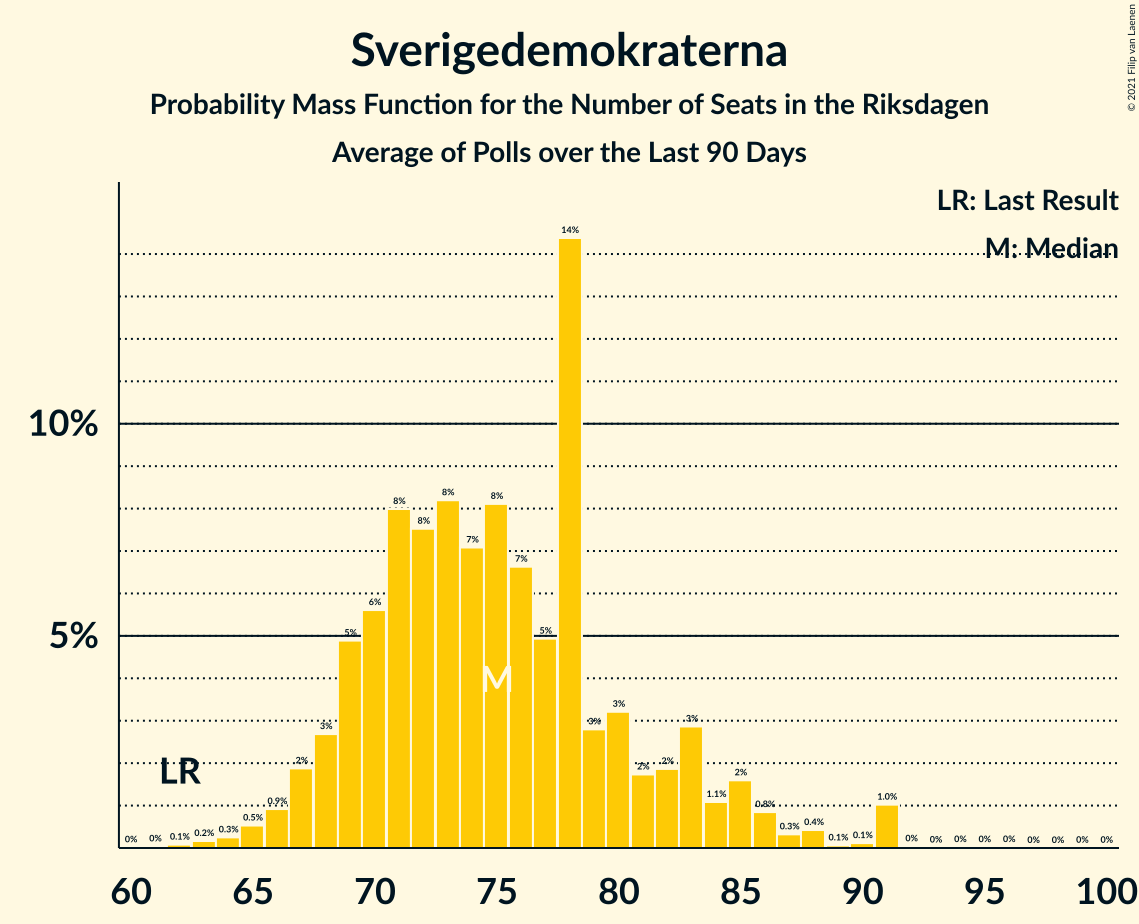 Sverigedemokraterna
Probability Mass Function for the Number of Seats in the Riksdagen
Average of Polls over the Last 90 Days
© 2021 Filip van Laenen
LR: Last Result
M: Median
10%
5%
LR
M
0% 0% 0.1% 0.2% 0.3% 0.5% 0.9% 2% 3% 5% 6% 8% 8% 8% 7% 8% 7% 5% 14% 3% 3% 2% 2% 3% 1.1% 2% 0.8% 0.3% 0.4% 0.1% 0.1% 1.0% 0% 0% 0% 0% 0% 0% 0% 0% 0%
60 65 70 75 80 85 90 95 100